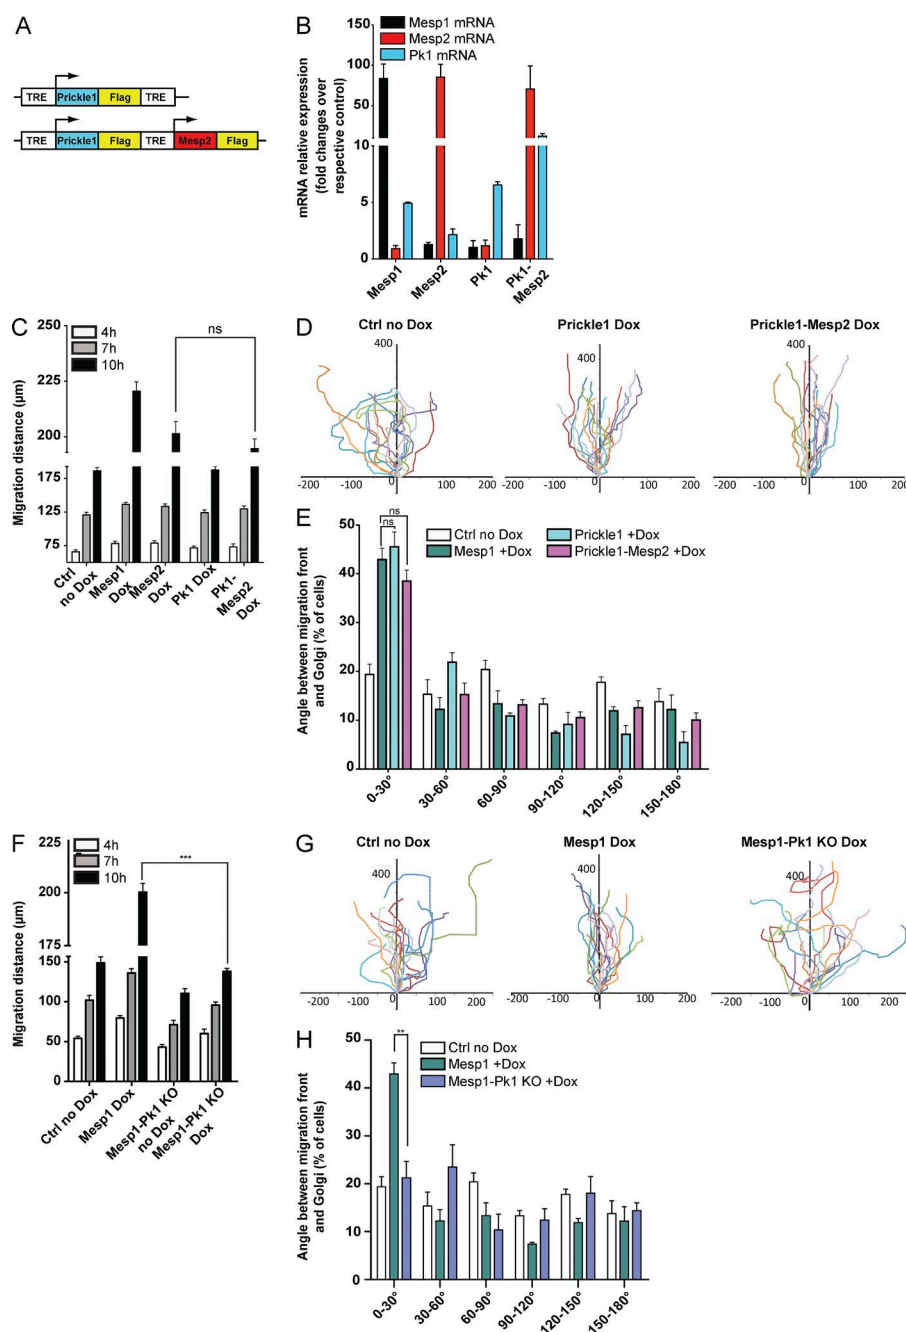 A
TRE Prickle1 Flag TRE
TRE Prickle1 Flag TRE Mesp2 Flag
B
mRNA relative expression
(fold changes over
respective control)
150
100
50
10
5
0
Mesp1 mRNA
Mesp2 mRNA
Pk1 mRNA
Mesp1
Mesp2
Pk1
Pk1-
Mesp2
C
Migration distance (µm)
250
225
200
175
125
75
4h
7h
10h
ns
Ctrl
no Dox
Mesp1
Dox
Mesp2
Dox
Pk1 Dox
Pk1-
Mesp2
Dox
D
Ctrl no Dox
400
-200 -100 0 100 200
Prickle1 Dox
400
-200 -100 0 100 200
Prickle1-Mesp2 Dox
400
-200 -100 0 100 200
E
Angle between migration front
and Golgi (% of cells)
50
40
30
20
10
0
ns
ns
Ctrl no Dox
Mesp1 +Dox
Prickle1 +Dox
Prickle1-Mesp2 +Dox
0-30°
30-60°
60-90°
90-120°
120-150°
150-180°
F
Migration distance (µm)
225
200
175
150
100
50
0
4h
7h
10h
***
Ctrl no Dox
Mesp1 Dox
Mesp1-Pk1 KO
no Dox
Mesp1-Pk1 KO
Dox
G
Ctrl no Dox
400
-200 -100 0 100 200
Mesp1 Dox
400
-200 -100 0 100 200
Mesp1-Pk1 KO Dox
400
-200 -100 0 100 200
H
Angle between migration front
and Golgi (% of cells)
50
40
30
20
10
0
**
Ctrl no Dox
Mesp1 +Dox
Mesp1-Pk1 KO +Dox
0-30°
30-60°
60-90°
90-120°
120-150°
150-180°